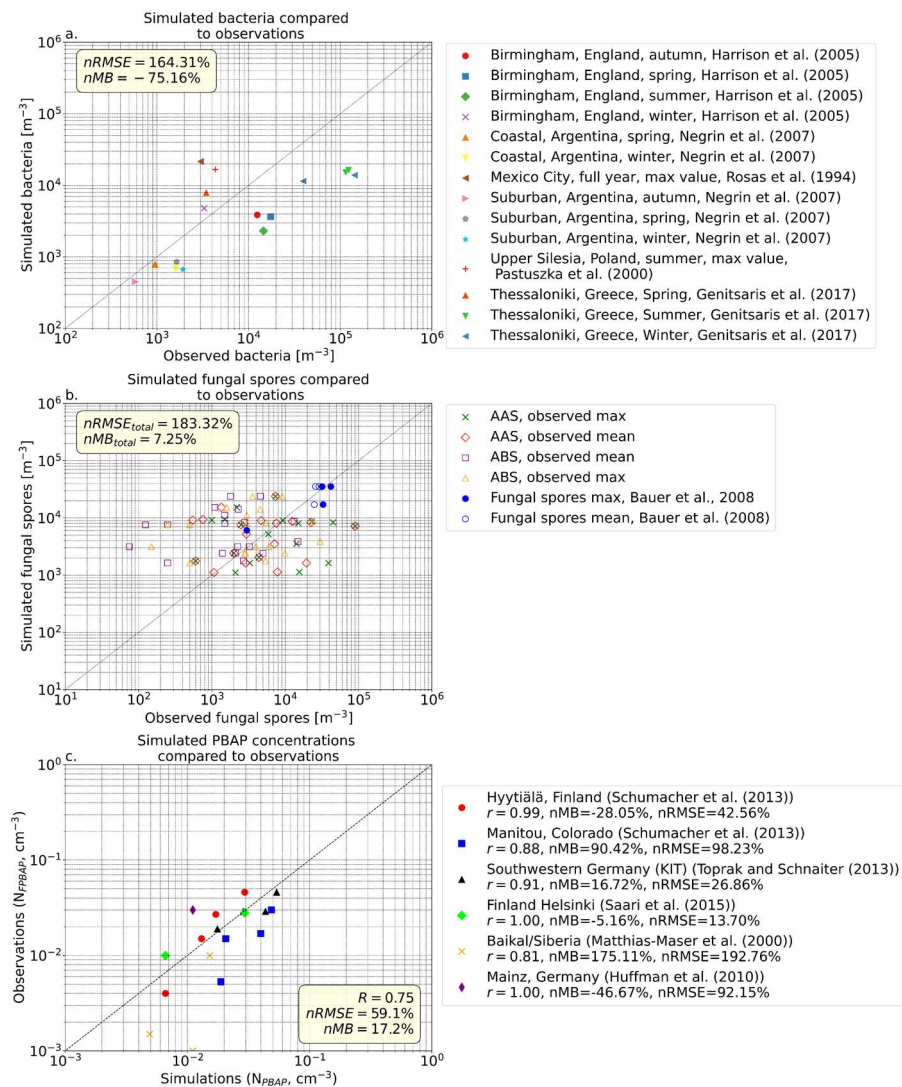 Simulated bacteria compared
to observations
a.
10^6
10^5
10^4
10^3
10^2
nRMSE = 164.31%
nMB = − 75.16%
Simulated bacteria [m^-3]
10^2 10^3 10^4 10^5 10^6
Observed bacteria [m^-3]
Birmingham, England, autumn, Harrison et al. (2005)
Birmingham, England, spring, Harrison et al. (2005)
Birmingham, England, summer, Harrison et al. (2005)
Birmingham, England, winter, Harrison et al. (2005)
Coastal, Argentina, spring, Negrin et al. (2007)
Coastal, Argentina, winter, Negrin et al. (2007)
Mexico City, full year, max value, Rosas et al. (1994)
Suburban, Argentina, autumn, Negrin et al. (2007)
Suburban, Argentina, spring, Negrin et al. (2007)
Suburban, Argentina, winter, Negrin et al. (2007)
Upper Silesia, Poland, summer, max value,
Pastuszka et al. (2000)
Thessaloniki, Greece, Spring, Genitsaris et al. (2017)
Thessaloniki, Greece, Summer, Genitsaris et al. (2017)
Thessaloniki, Greece, Winter, Genitsaris et al. (2017)
Simulated fungal spores compared
to observations
b.
10^6
10^5
10^4
10^3
10^2
10^1
nRMSE_total = 183.32%
nMB_total = 7.25%
Simulated fungal spores [m^-3]
10^1 10^2 10^3 10^4 10^5 10^6
Observed fungal spores [m^-3]
AAS, observed max
AAS, observed mean
ABS, observed mean
ABS, observed max
Fungal spores max, Bauer et al., 2008
Fungal spores mean, Bauer et al. (2008)
Simulated PBAP concentrations
compared to observations
c.
10^0
10^-1
10^-2
10^-3
Observations (N_FPBAP, cm^-3)
R = 0.75
nRMSE = 59.1%
nMB = 17.2%
10^-3 10^-2 10^-1 10^0
Simulations (N_PBAP, cm^-3)
Hyytiälä, Finland (Schumacher et al. (2013))
r = 0.99, nMB=-28.05%, nRMSE=42.56%
Manitou, Colorado (Schumacher et al. (2013))
r = 0.88, nMB=90.42%, nRMSE=98.23%
Southwestern Germany (KIT) (Toprak and Schnaiter (2013))
r = 0.91, nMB=16.72%, nRMSE=26.86%
Finland Helsinki (Saari et al. (2015))
r = 1.00, nMB=-5.16%, nRMSE=13.70%
Baikal/Siberia (Matthias-Maser et al. (2000))
r = 0.81, nMB=175.11%, nRMSE=192.76%
Mainz, Germany (Huffman et al. (2010))
r = 1.00, nMB=-46.67%, nRMSE=92.15%